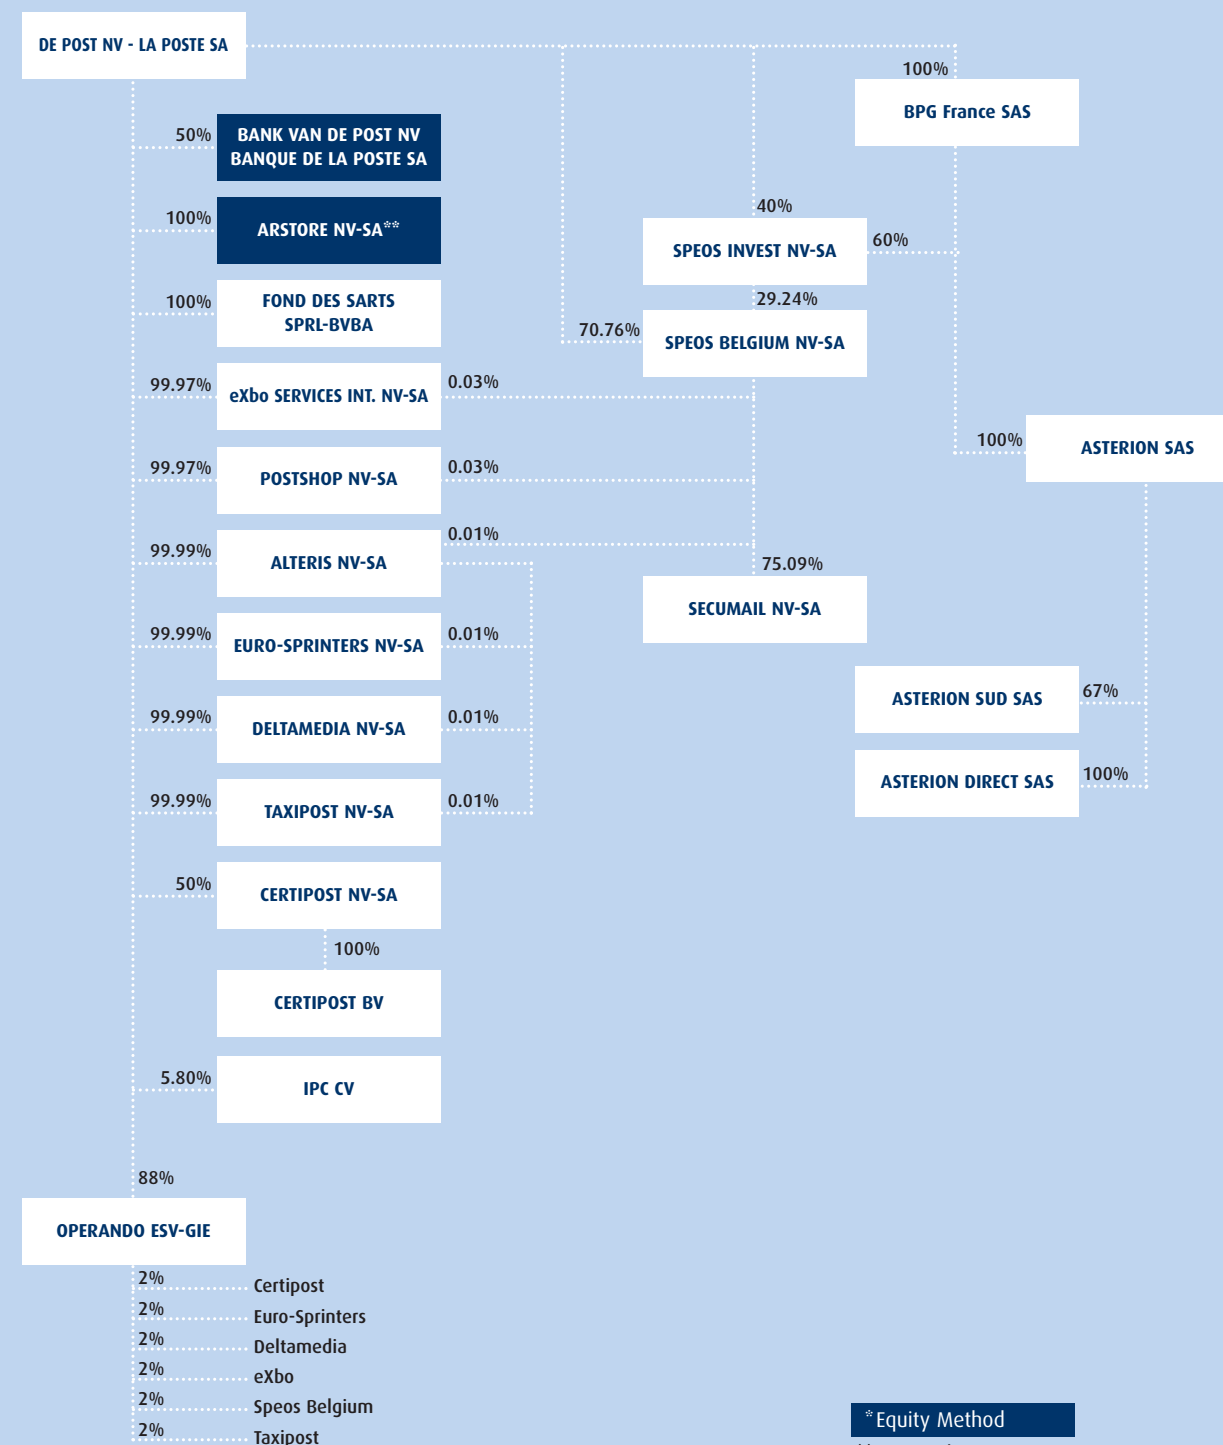 DE POST NV - LA POSTE SA
100%
BPG France SAS
50%
BANK VAN DE POST NV
BANQUE DE LA POSTE SA
100%
ARSTORE NV-SA**
40%
SPEOS INVEST NV-SA
60%
100%
FOND DES SARTS
SPRL-BVBA
29.24%
70.76%
SPEOS BELGIUM NV-SA
99.97%
eXbo SERVICES INT. NV-SA
0.03%
100%
ASTERION SAS
99.97%
POSTSHOP NV-SA
0.03%
99.99%
ALTERIS NV-SA
0.01%
75.09%
SECUMAIL NV-SA
99.99%
EURO-SPRINTERS NV-SA
0.01%
ASTERION SUD SAS
67%
99.99%
DELTAMEDIA NV-SA
0.01%
ASTERION DIRECT SAS
100%
99.99%
TAXIPOST NV-SA
0.01%
50%
CERTIPOST NV-SA
100%
CERTIPOST BV
5.80%
IPC CV
88%
OPERANDO ESV-GIE
2%
Certipost
2%
Euro-Sprinters
2%
Deltamedia
2%
eXbo
2%
Speos Belgium
2%
Taxipost
*Equity Method